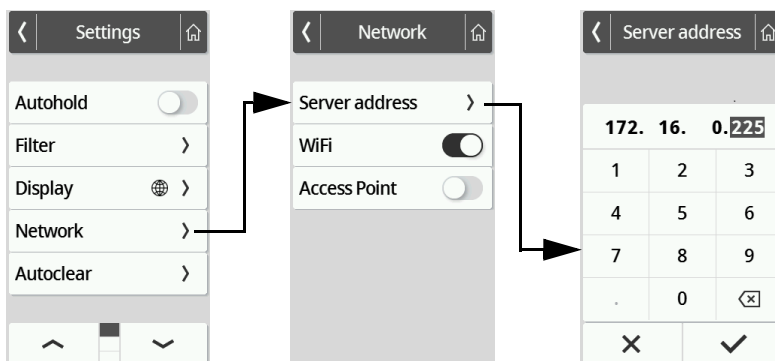 Settings
Autohold
Filter
Display
Network
Autoclear
Network
Server address
WiFi
Access Point
Server address
172. 16. 0.225
1 2 3
4 5 6
7 8 9
. 0